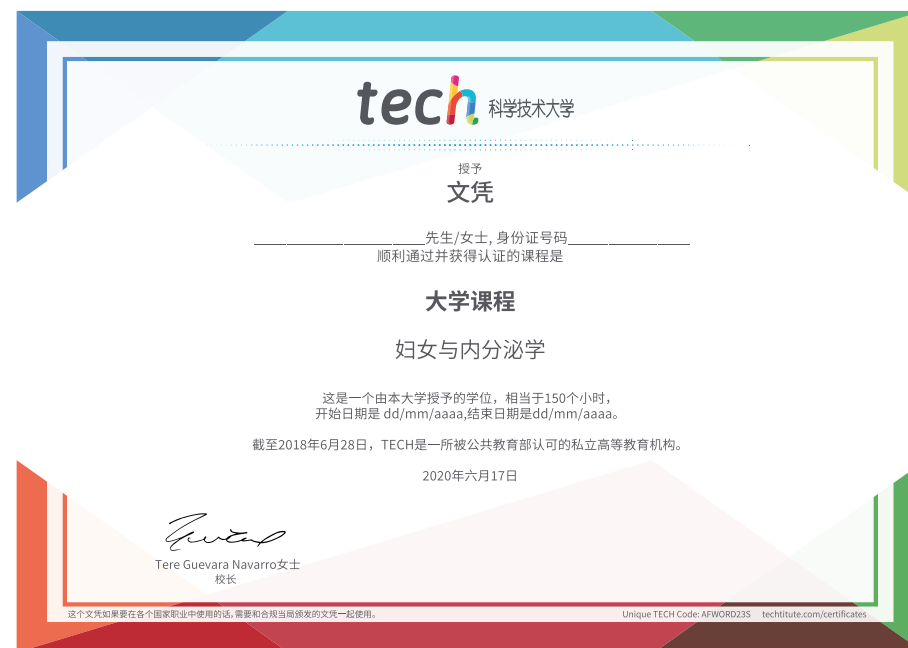 tech 科学技术大学
授予
文凭
先生/女士, 身份证号码
顺利通过并获得认证的课程是
大学课程
妇女与内分泌学
这是一个由本大学授予的学位，相当于150个小时，
开始日期是 dd/mm/aaaa,结束日期是dd/mm/aaaa。
截至2018年6月28日，TECH是一所被公共教育部认可的私立高等教育机构。
2020年六月17日
Tere Guevara Navarro女士
校长
这个文凭如果要在各个国家职业中使用的话,需要和合规当局颁发的文凭一起使用。
Unique TECH Code: AFWORD23S techtitute.com/certificates